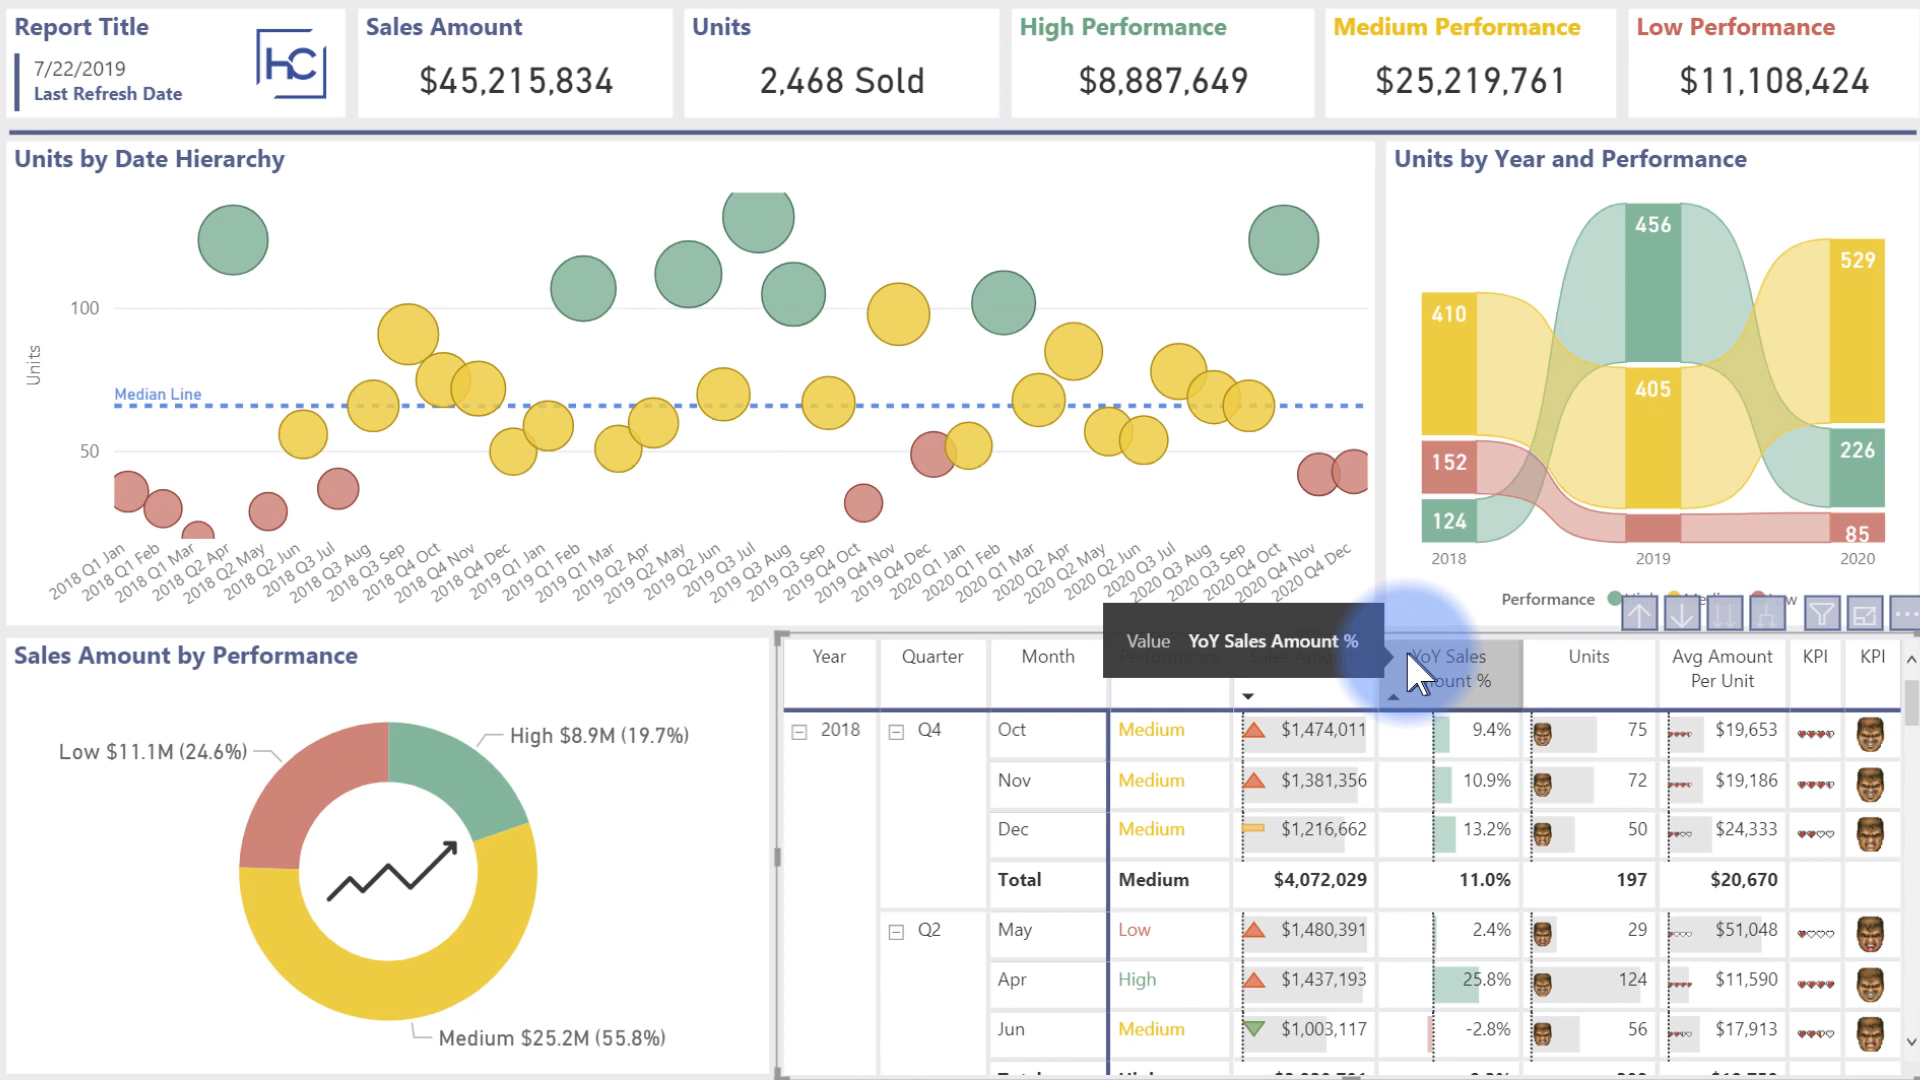 Report Title
7/22/2019
Last Refresh Date
HC
Sales Amount
$45,215,834
Units
2,468 Sold
High Performance
$8,887,649
Medium Performance
$25,219,761
Low Performance
$11,108,424
Units by Date Hierarchy
Units
100
50
Median Line
2018 Q1 Jan
2018 Q1 Feb
2018 Q1 Mar
2018 Q2 Apr
2018 Q2 May
2018 Q2 Jun
2018 Q3 Jul
2018 Q3 Aug
2018 Q3 Sep
2018 Q4 Oct
2018 Q4 Nov
2018 Q4 Dec
2019 Q1 Jan
2019 Q1 Feb
2019 Q1 Mar
2019 Q2 Apr
2019 Q2 May
2019 Q2 Jun
2019 Q3 Jul
2019 Q3 Aug
2019 Q3 Sep
2019 Q4 Oct
2019 Q4 Nov
2019 Q4 Dec
2020 Q1 Jan
2020 Q1 Feb
2020 Q1 Mar
2020 Q2 Apr
2020 Q2 May
2020 Q2 Jun
2020 Q3 Jul
2020 Q3 Aug
2020 Q3 Sep
2020 Q4 Oct
2020 Q4 Nov
2020 Q4 Dec
Units by Year and Performance
410
152
124
456
405
529
226
85
2018 2019 2020
Performance
Sales Amount by Performance
Low $11.1M (24.6%)
High $8.9M (19.7%)
Medium $25.2M (55.8%)
Value YoY Sales Amount %
Year Quarter Month YoY Sales Units Avg Amount Per Unit KPI KPI
2018 Q4 Oct Medium $1,474,011 9.4% 75 $19,653
Nov Medium $1,381,356 10.9% 72 $19,186
Dec Medium $1,216,662 13.2% 50 $24,333
Total Medium $4,072,029 11.0% 197 $20,670
Q2 May Low $1,480,391 2.4% 29 $51,048
Apr High $1,437,193 25.8% 124 $11,590
Jun Medium $1,003,117 -2.8% 56 $17,913